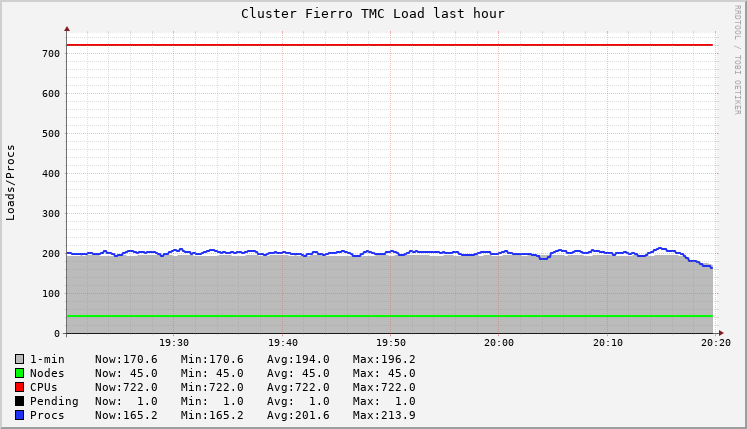 Cluster Fierro TMC Load last hour
RRDTOOL / TOBI OETIKER
Loads/Procs
700
600
500
400
300
200
100
0
19:30 19:40 19:50 20:00 20:10 20:20
1-min Now:170.6 Min:170.6 Avg:194.0 Max:196.2
Nodes Now: 45.0 Min: 45.0 Avg: 45.0 Max: 45.0
CPUs Now:722.0 Min:722.0 Avg:722.0 Max:722.0
Pending Now: 1.0 Min: 1.0 Avg: 1.0 Max: 1.0
Procs Now:165.2 Min:165.2 Avg:201.6 Max:213.9